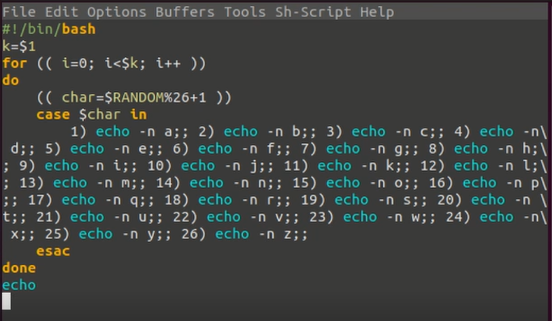 File Edit Options Buffers Tools Sh-Script Help
#!/bin/bash
k=$1
for (( i=0; i<$k; i++ ))
do
    (( char=$RANDOM%26+1 ))
    case $char in
        1) echo -n a;; 2) echo -n b;; 3) echo -n c;; 4) echo -n\
 d;; 5) echo -n e;; 6) echo -n f;; 7) echo -n g;; 8) echo -n h;\
; 9) echo -n i;; 10) echo -n j;; 11) echo -n k;; 12) echo -n l;\
; 13) echo -n m;; 14) echo -n n;; 15) echo -n o;; 16) echo -n p\
;; 17) echo -n q;; 18) echo -n r;; 19) echo -n s;; 20) echo -n \
t;; 21) echo -n u;; 22) echo -n v;; 23) echo -n w;; 24) echo -n\
 x;; 25) echo -n y;; 26) echo -n z;;
    esac
done
echo